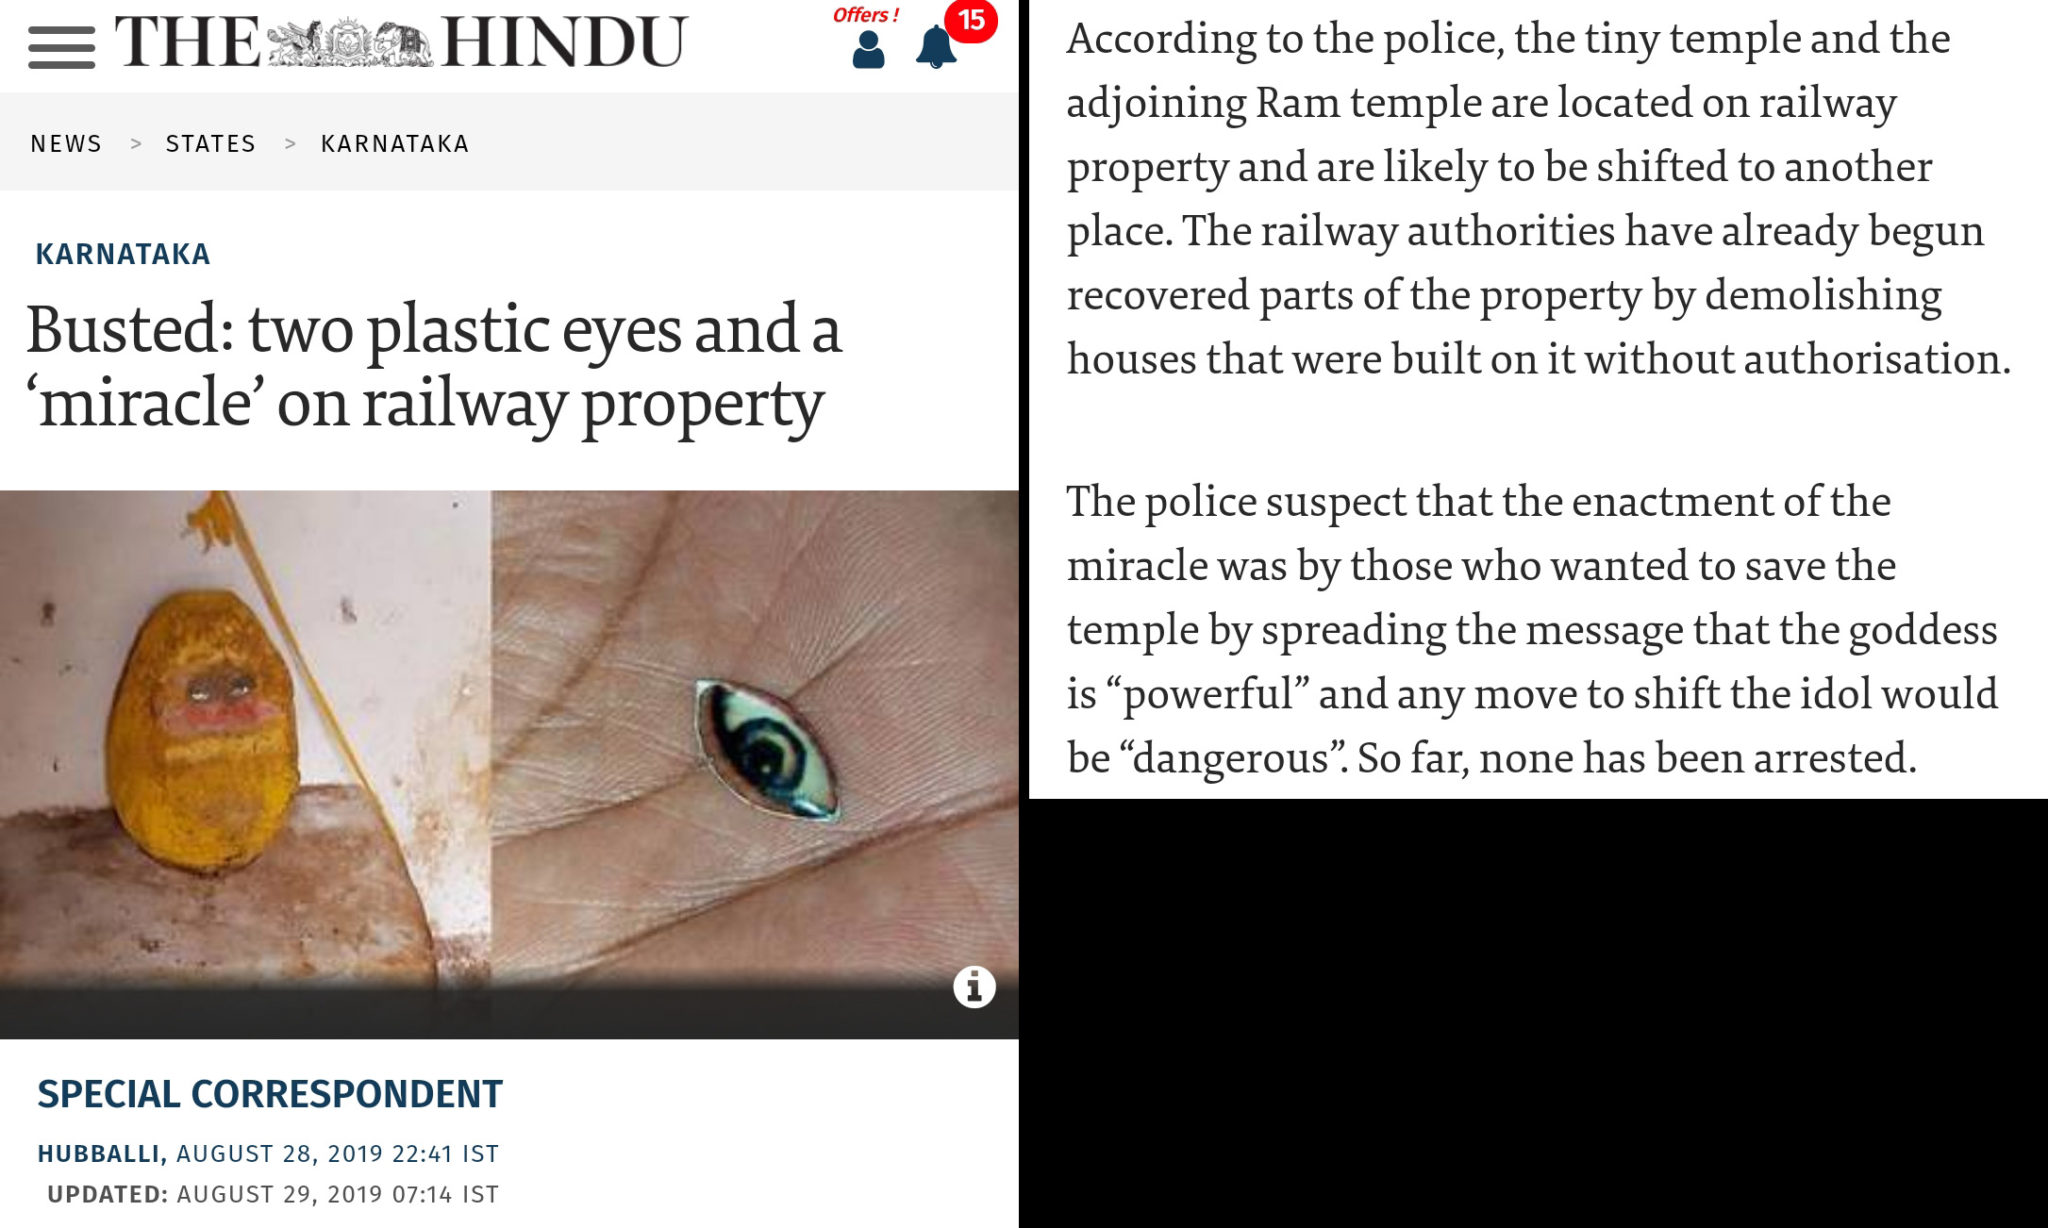 THE HINDU
Offers !
15
NEWS > STATES > KARNATAKA
KARNATAKA
Busted: two plastic eyes and a
‘miracle’ on railway property
i
SPECIAL CORRESPONDENT
HUBBALLI, AUGUST 28, 2019 22:41 IST
UPDATED: AUGUST 29, 2019 07:14 IST
According to the police, the tiny temple and the
adjoining Ram temple are located on railway
property and are likely to be shifted to another
place. The railway authorities have already begun
recovered parts of the property by demolishing
houses that were built on it without authorisation.
The police suspect that the enactment of the
miracle was by those who wanted to save the
temple by spreading the message that the goddess
is “powerful” and any move to shift the idol would
be “dangerous”. So far, none has been arrested.